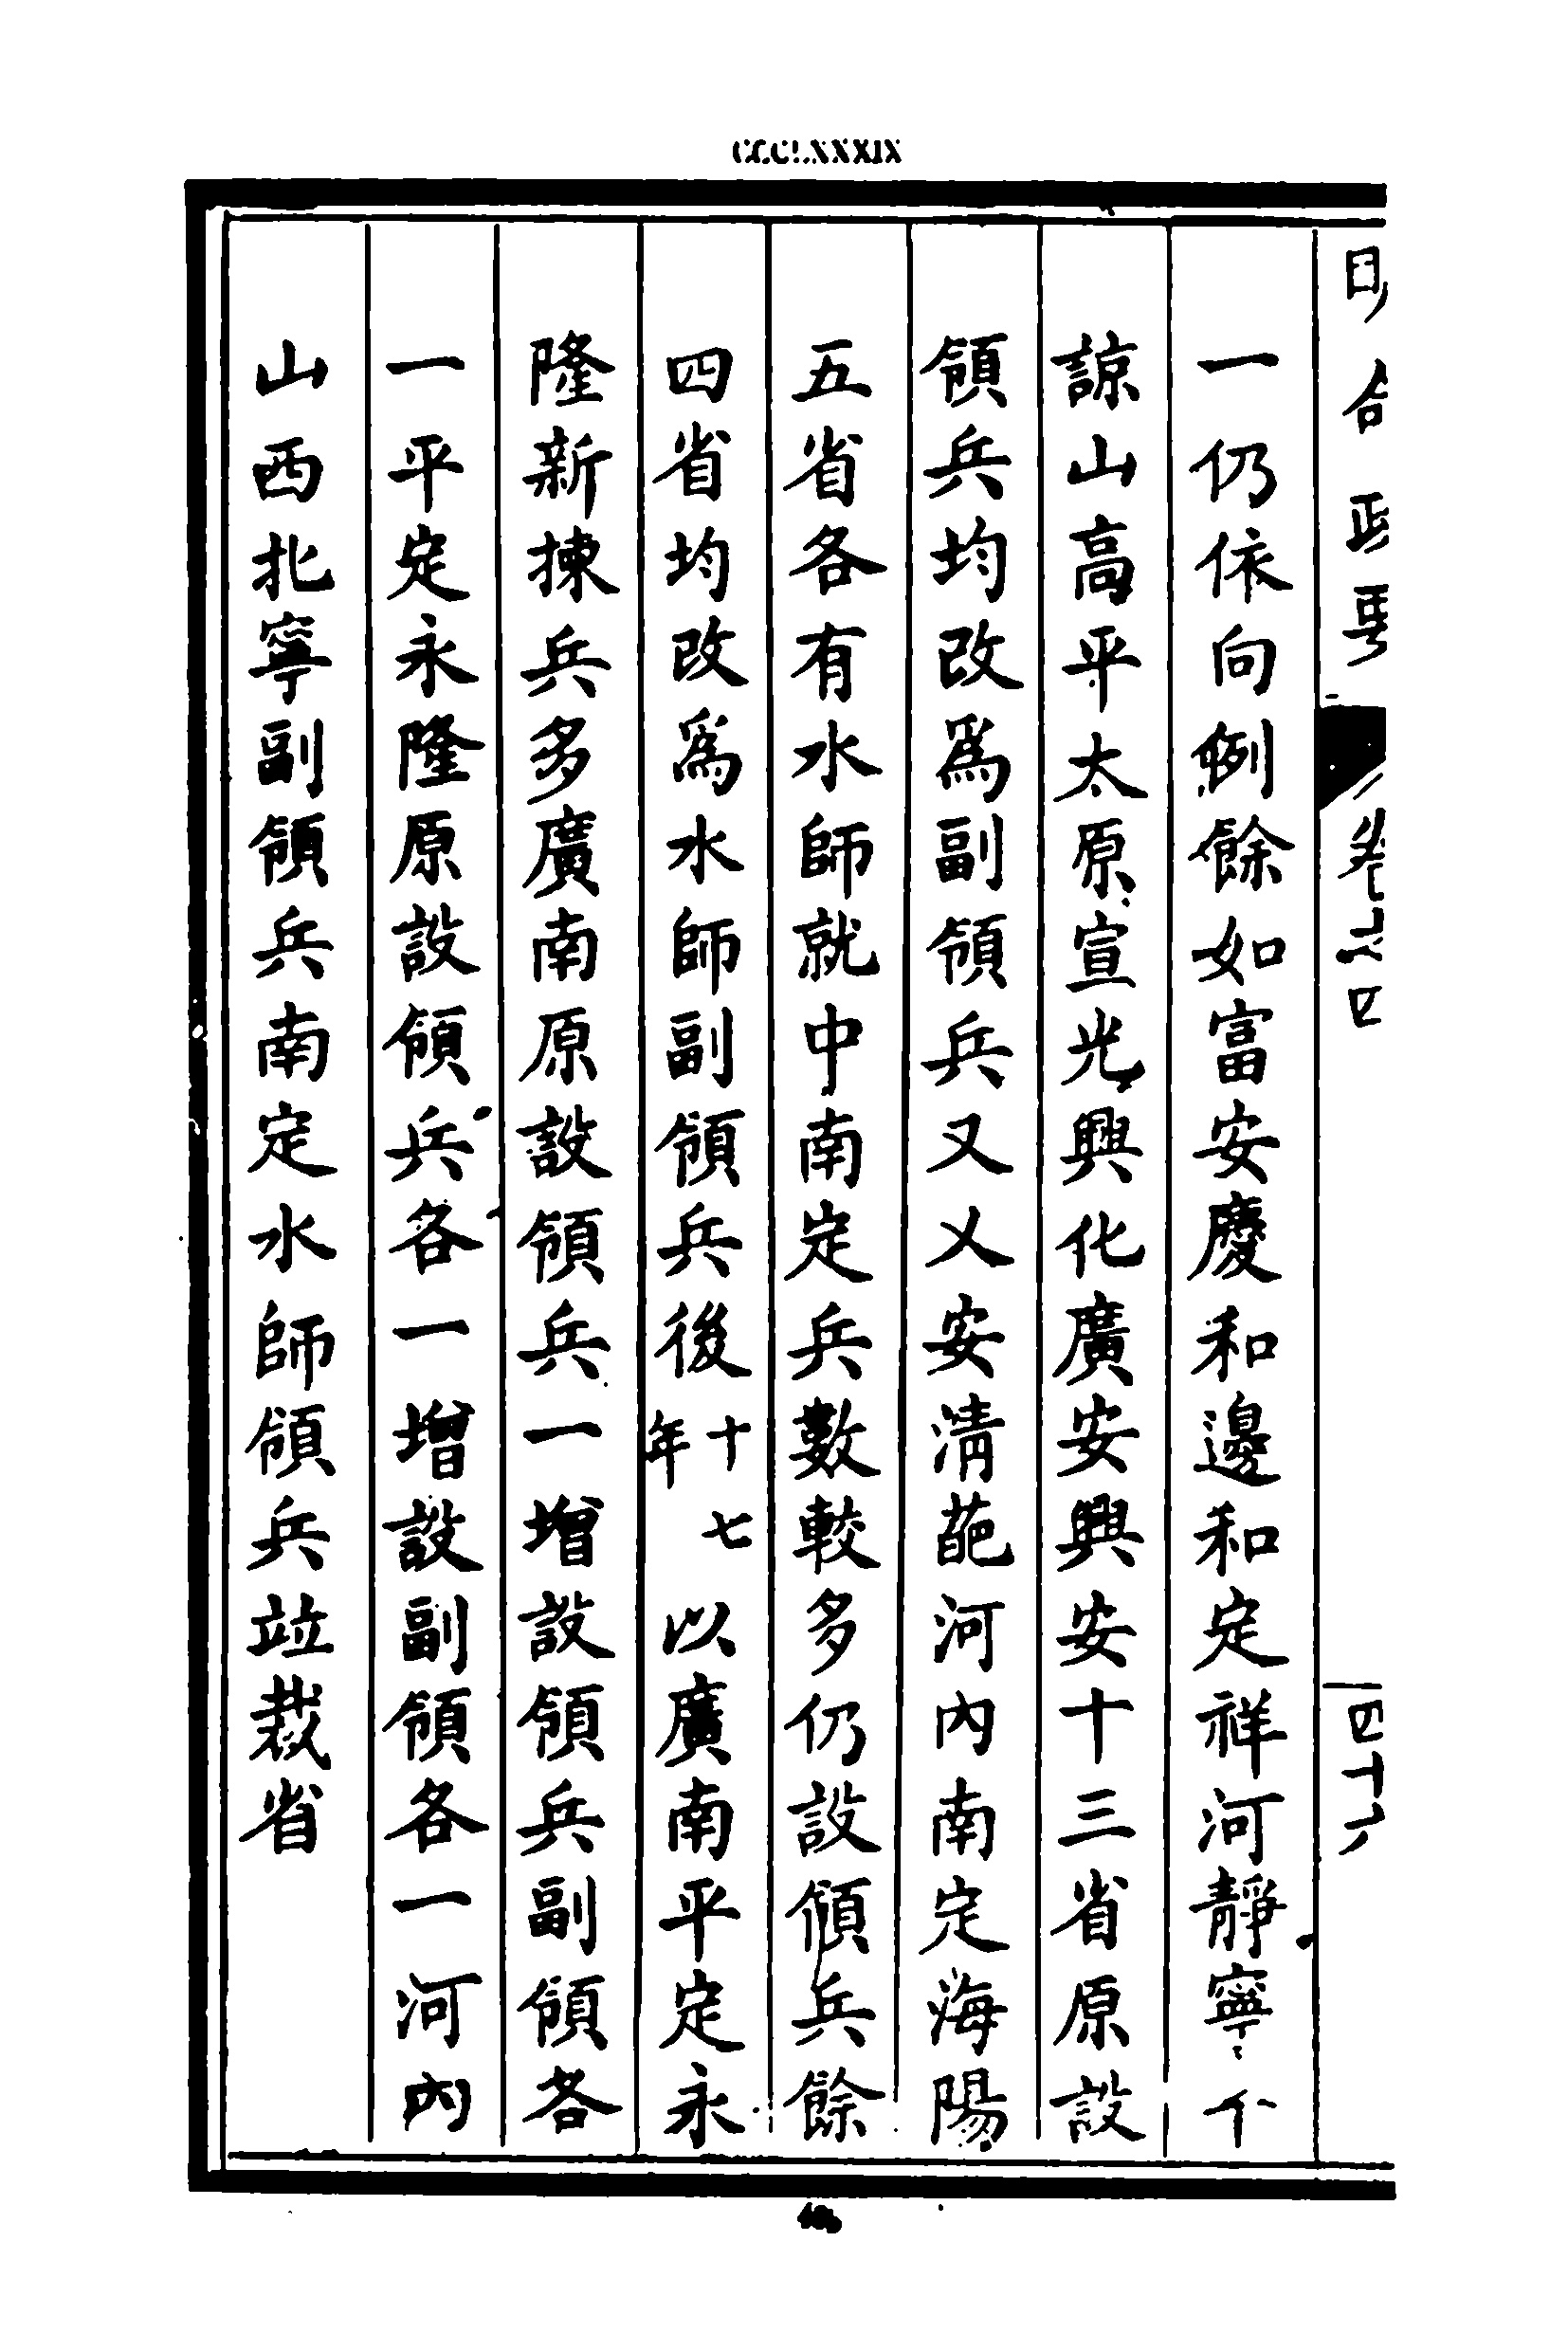 CCCLXXXIX
明命政要 卷六四 四十八
一仍依向例餘如富安慶和邊和定祥河靜寧平
諒山高平太原宣光興化廣安興安十三省原設
領兵均改爲副領兵又乂安清葩河內南定海陽
五省各有水師就中南定兵數較多仍設領兵餘
四省均改爲水師副領兵後十七年以廣南平定永
隆新揀兵多廣南原設領兵一增設領兵副領各
一平定永隆原設領兵各一增設副領各一河內
山西北寧副領兵南定水師領兵竝裁省